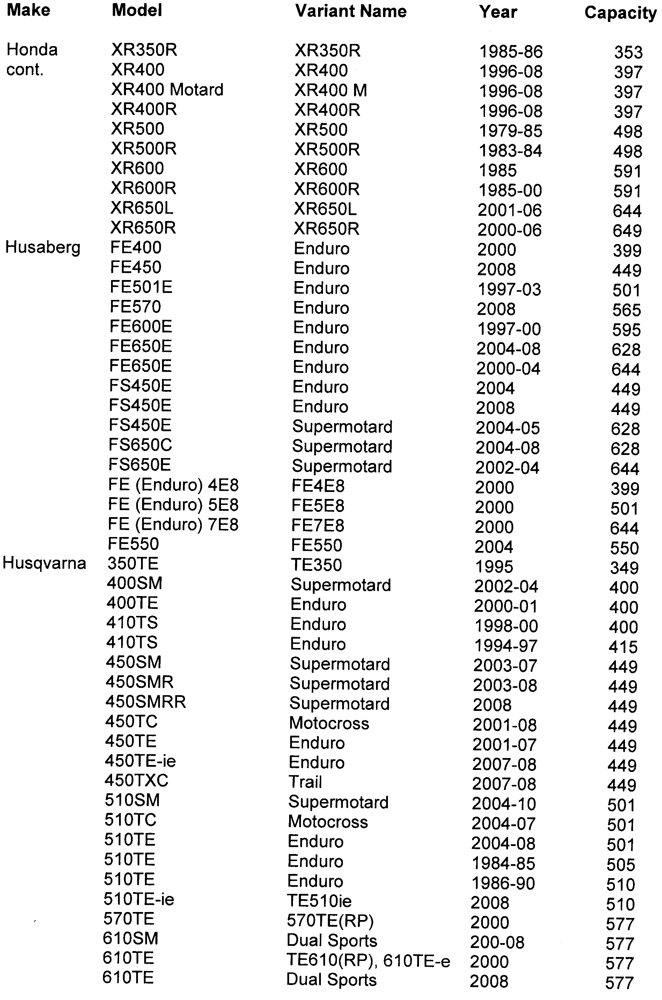 Make Model Variant Name Year Capacity
Honda XR350R XR350R 1985-86 353
cont. XR400 XR400 1996-08 397
XR400 Motard XR400 M 1996-08 397
XR400R XR400R 1996-08 397
XR500 XR500 1979-85 498
XR500R XR500R 1983-84 498
XR600 XR600 1985 591
XR600R XR600R 1985-00 591
XR650L XR650L 2001-06 644
XR650R XR650R 2000-06 649
Husaberg FE400 Enduro 2000 399
FE450 Enduro 2008 449
FE501E Enduro 1997-03 501
FE570 Enduro 2008 565
FE600E Enduro 1997-00 595
FE650E Enduro 2004-08 628
FE650E Enduro 2000-04 644
FS450E Enduro 2004 449
FS450E Enduro 2008 449
FS450E Supermotard 2004-05 628
FS650C Supermotard 2004-08 628
FS650E Supermotard 2002-04 644
FE (Enduro) 4E8 FE4E8 2000 399
FE (Enduro) 5E8 FE5E8 2000 501
FE (Enduro) 7E8 FE7E8 2000 644
FE550 FE550 2004 550
Husqvarna 350TE TE350 1995 349
400SM Supermotard 2002-04 400
400TE Enduro 2000-01 400
410TS Enduro 1998-00 400
410TS Enduro 1994-97 415
450SM Supermotard 2003-07 449
450SMR Supermotard 2003-08 449
450SMRR Supermotard 2008 449
450TC Motocross 2001-08 449
450TE Enduro 2001-07 449
450TE-ie Enduro 2007-08 449
450TXC Trail 2007-08 449
510SM Supermotard 2004-10 501
510TC Motocross 2004-07 501
510TE Enduro 2004-08 501
510TE Enduro 1984-85 505
510TE Enduro 1986-90 510
510TE-ie TE510ie 2008 510
570TE 570TE(RP) 2000 577
610SM Dual Sports 200-08 577
610TE TE610(RP), 610TE-e 2000 577
610TE Dual Sports 2008 577